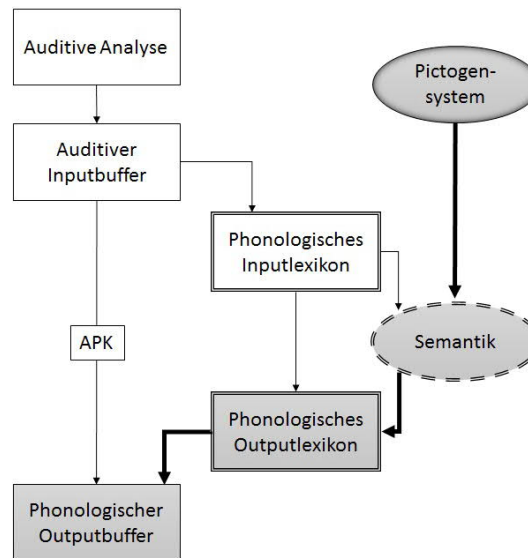 Auditive Analyse
Pictogen-
system
Auditiver
Inputbuffer
Phonologisches
Inputlexikon
APK
Semantik
Phonologisches
Outputlexikon
Phonologischer
Outputbuffer